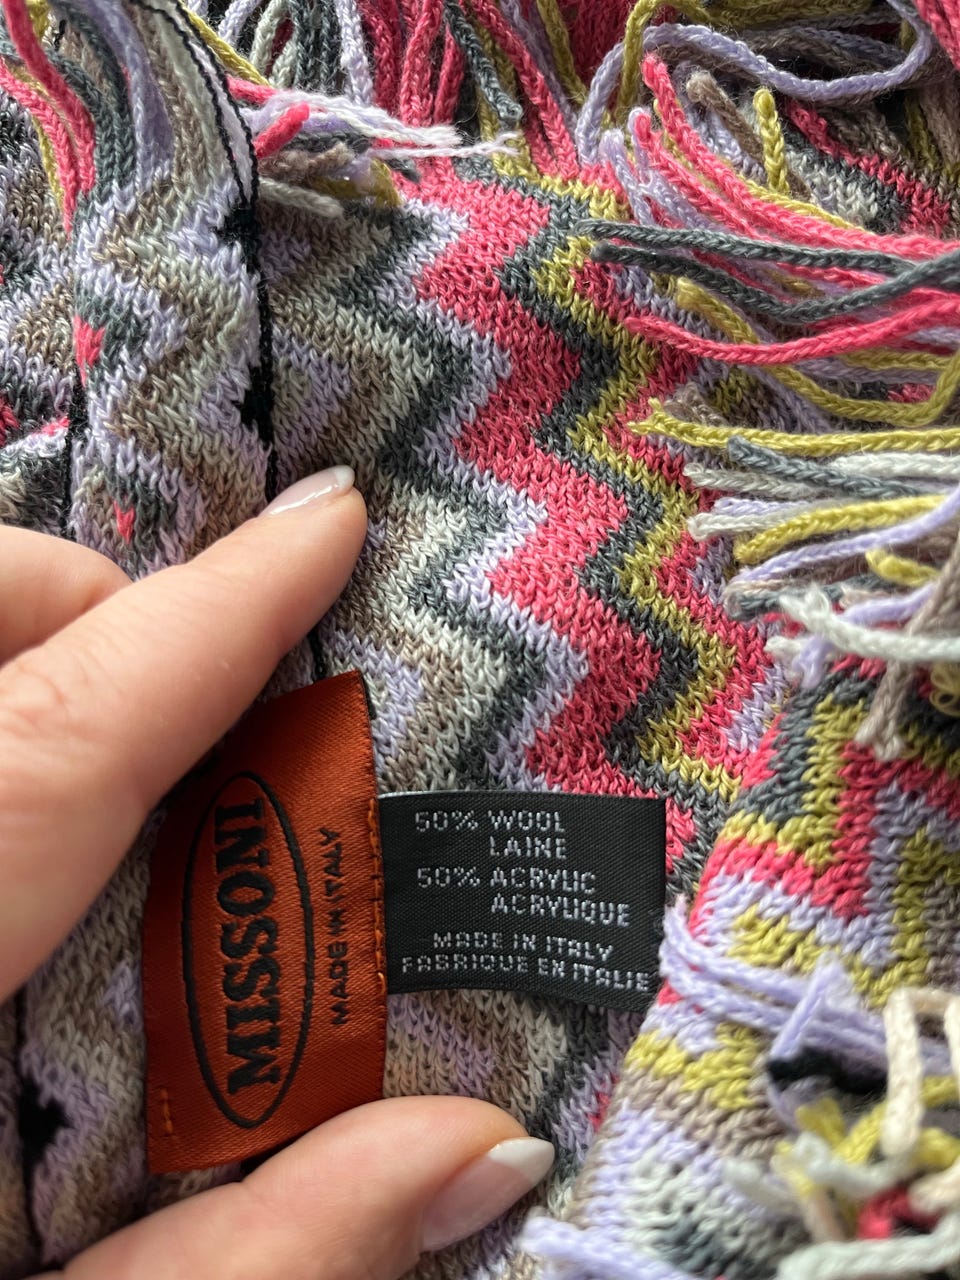 MISSONI
MADE IN ITALY
50% WOOL
LAINE
50% ACRYLIC
ACRYLIQUE
MADE IN ITALY
FABRIQUE EN ITALIE